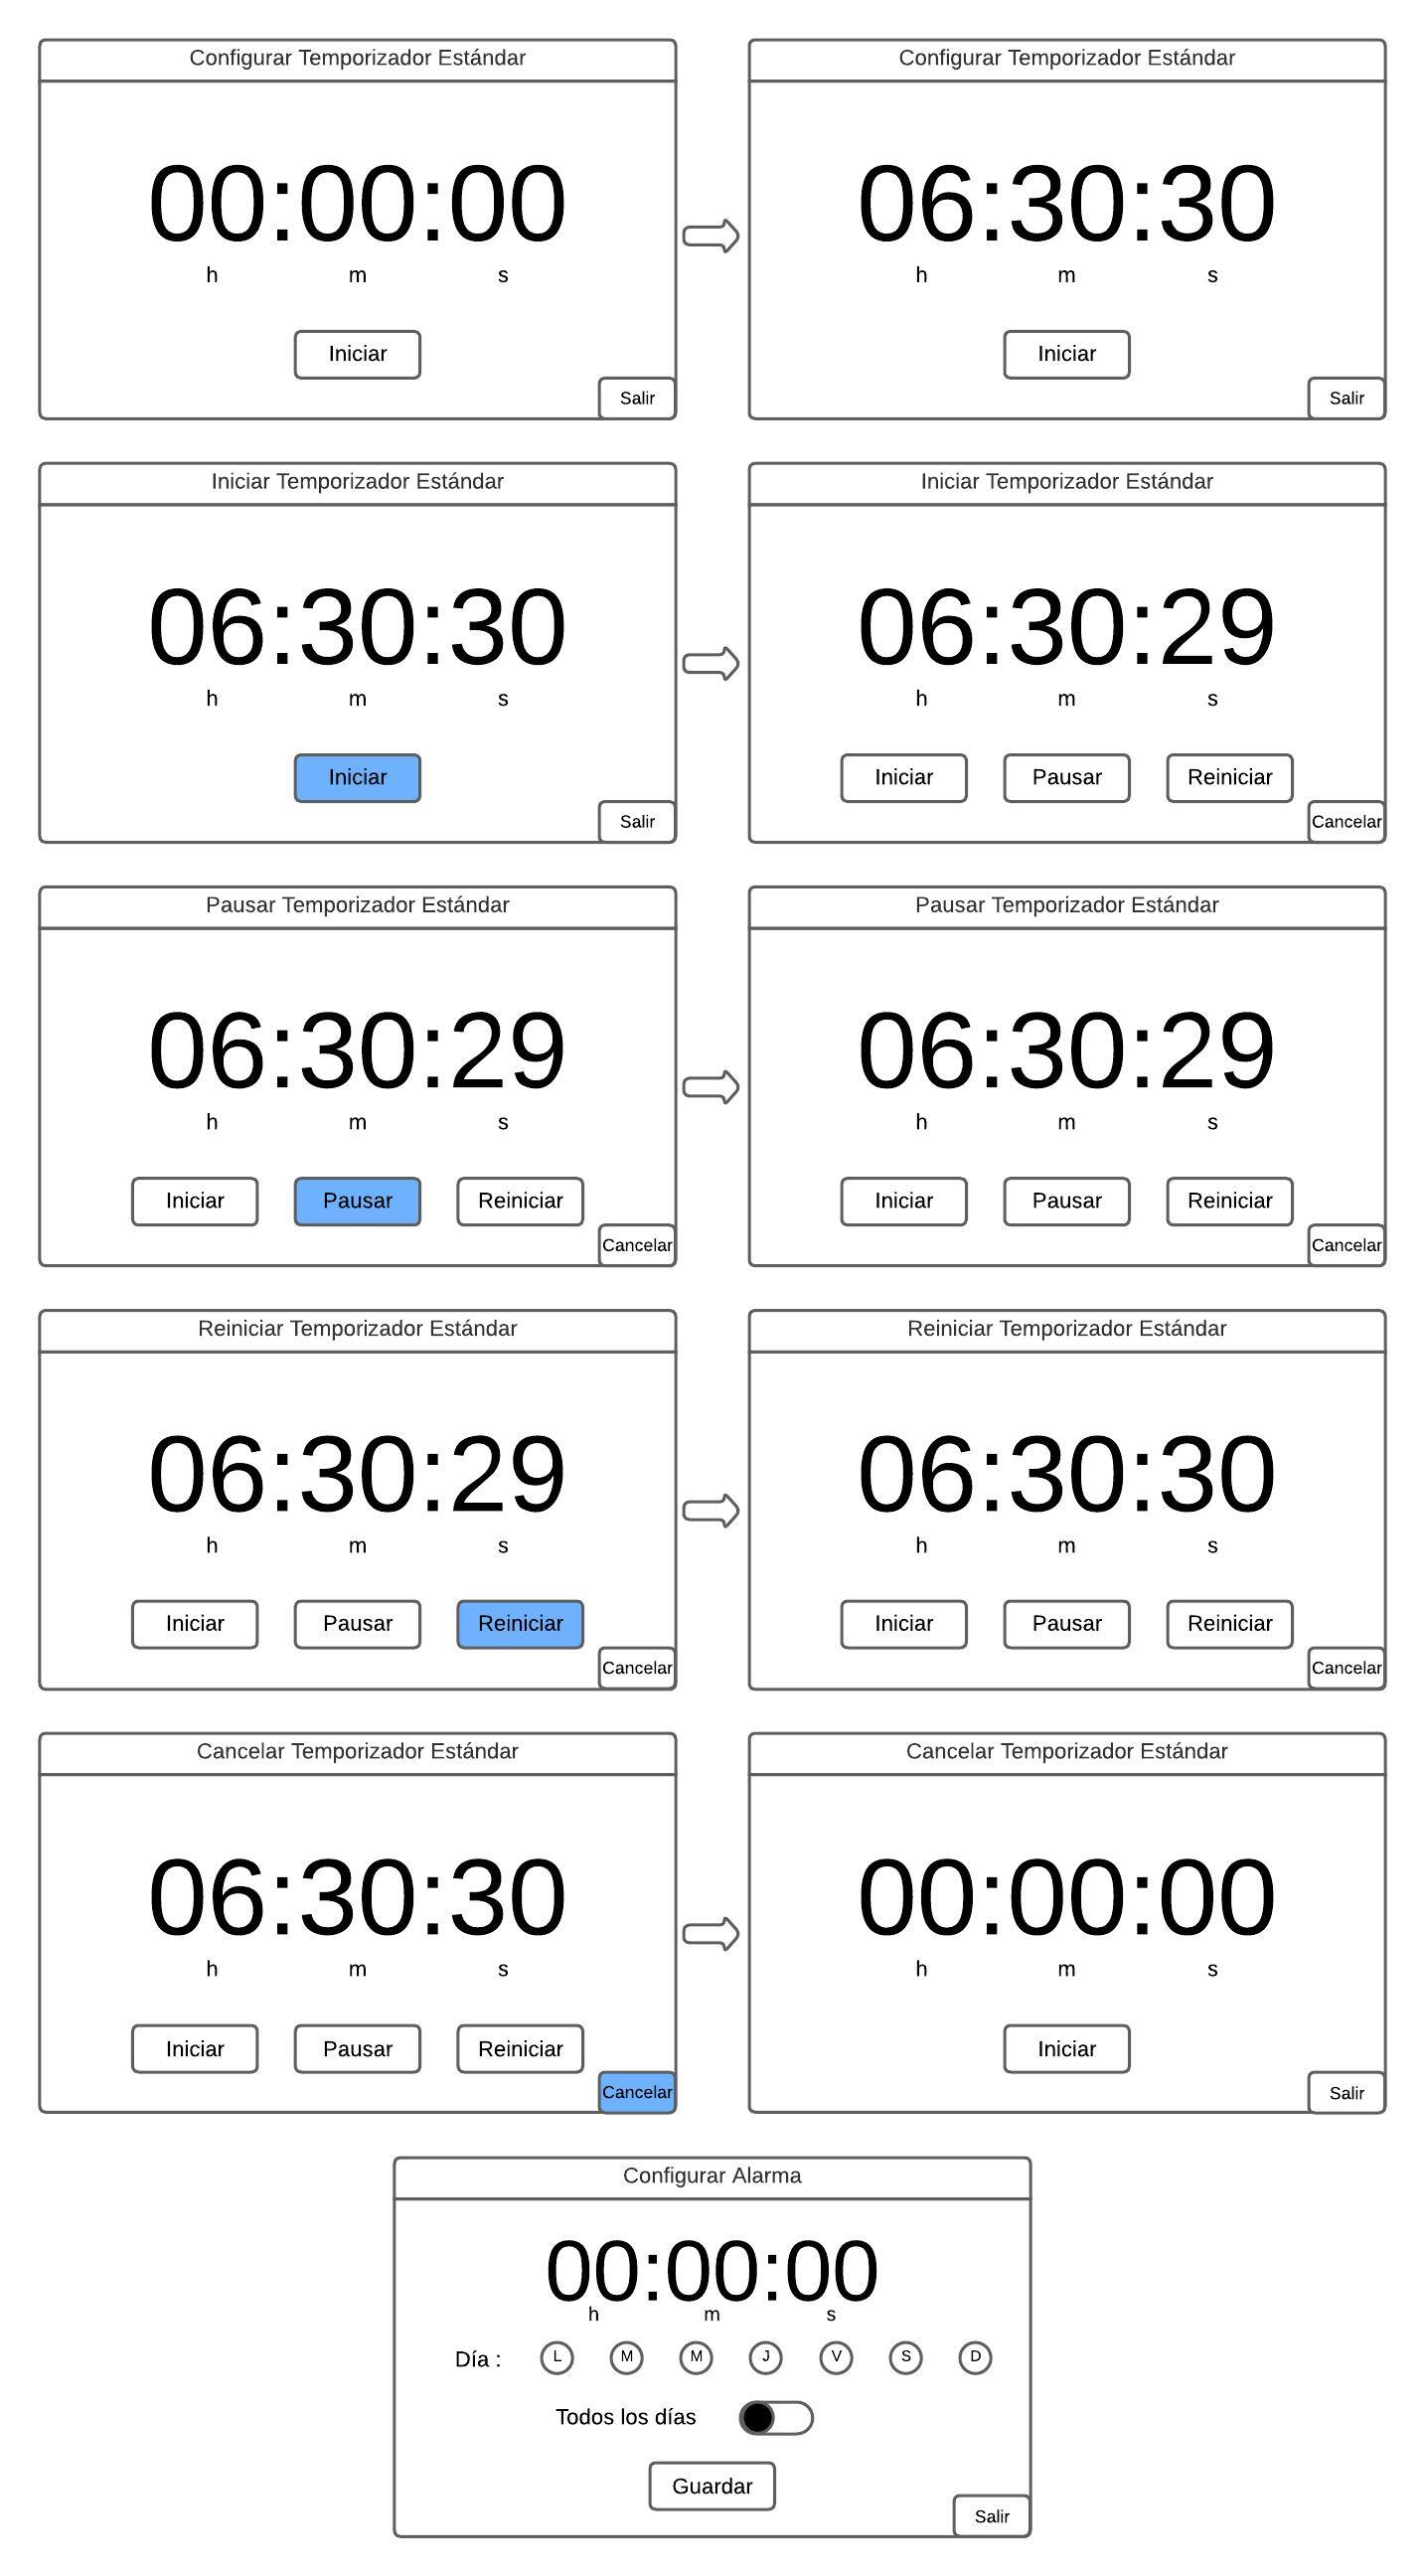 Configurar Temporizador Estándar
00:00:00
h m s
Iniciar
Salir
Configurar Temporizador Estándar
06:30:30
h m s
Iniciar
Salir
Iniciar Temporizador Estándar
06:30:30
h m s
Iniciar
Salir
Iniciar Temporizador Estándar
06:30:29
h m s
Iniciar Pausar Reiniciar
Cancelar
Pausar Temporizador Estándar
06:30:29
h m s
Iniciar Pausar Reiniciar
Cancelar
Pausar Temporizador Estándar
06:30:29
h m s
Iniciar Pausar Reiniciar
Cancelar
Reiniciar Temporizador Estándar
06:30:29
h m s
Iniciar Pausar Reiniciar
Cancelar
Reiniciar Temporizador Estándar
06:30:30
h m s
Iniciar Pausar Reiniciar
Cancelar
Cancelar Temporizador Estándar
06:30:30
h m s
Iniciar Pausar Reiniciar
Cancelar
Cancelar Temporizador Estándar
00:00:00
h m s
Iniciar
Salir
Configurar Alarma
00:00:00
h m s
Día : L M M J V S D
Todos los días
Guardar
Salir